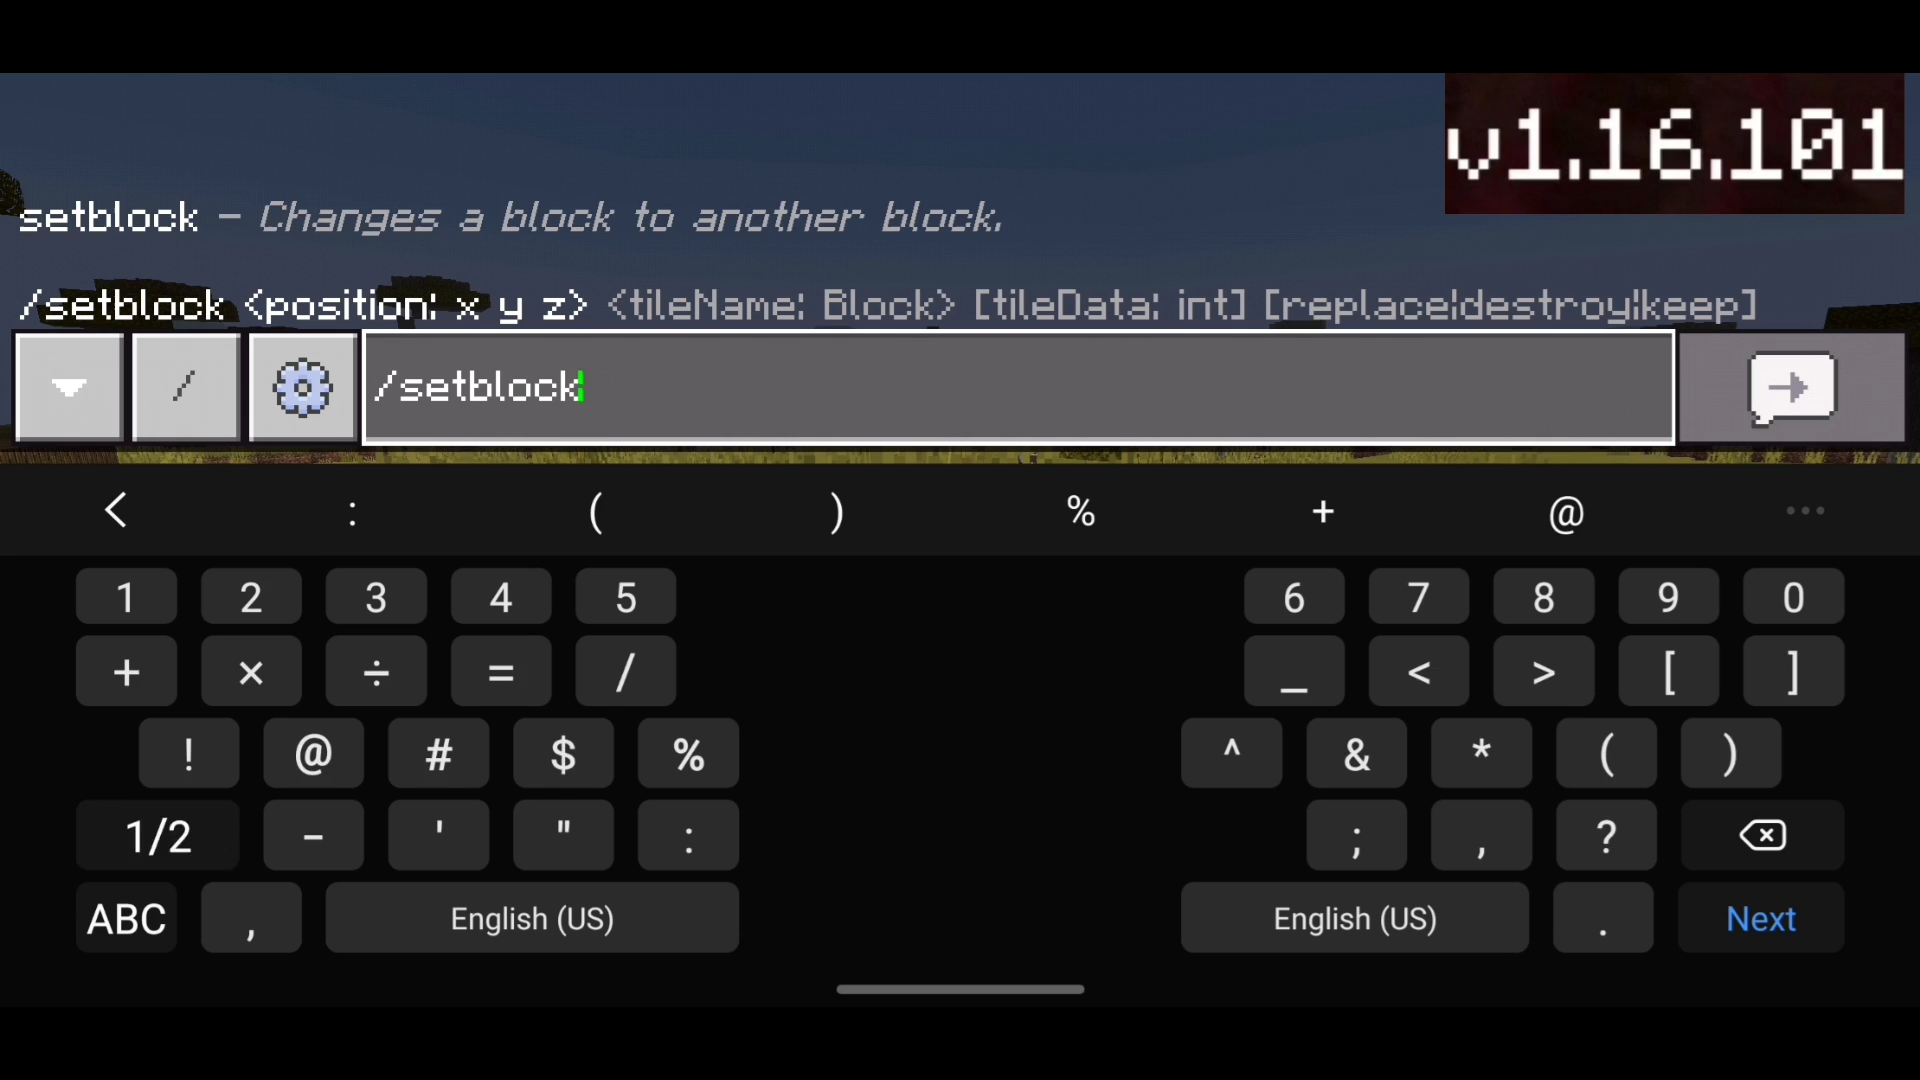 v1.16.101
setblock - Changes a block to another block.
/setblock <position: x y z> <tileName: Block> [tileData: int] [replace|destroy|keep]
/ /setblock
< : ( ) % + @ ...
1 2 3 4 5 6 7 8 9 0
+ × ÷ = / _ < > [ ]
! @ # $ % ^ & * ( )
1/2 - ' " : ; , ?
ABC , English (US) English (US) . Next